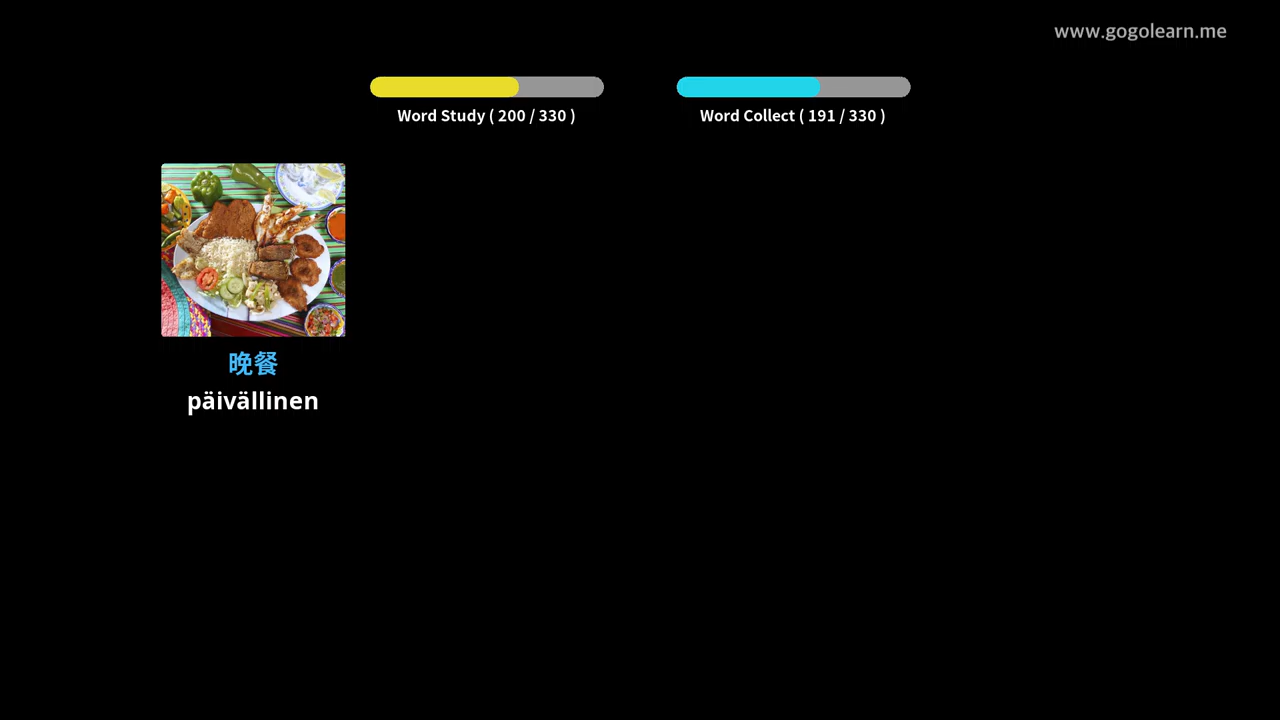 www.gogolearn.me
Word Study ( 200 / 330 )
Word Collect ( 191 / 330 )
晚餐
päivällinen